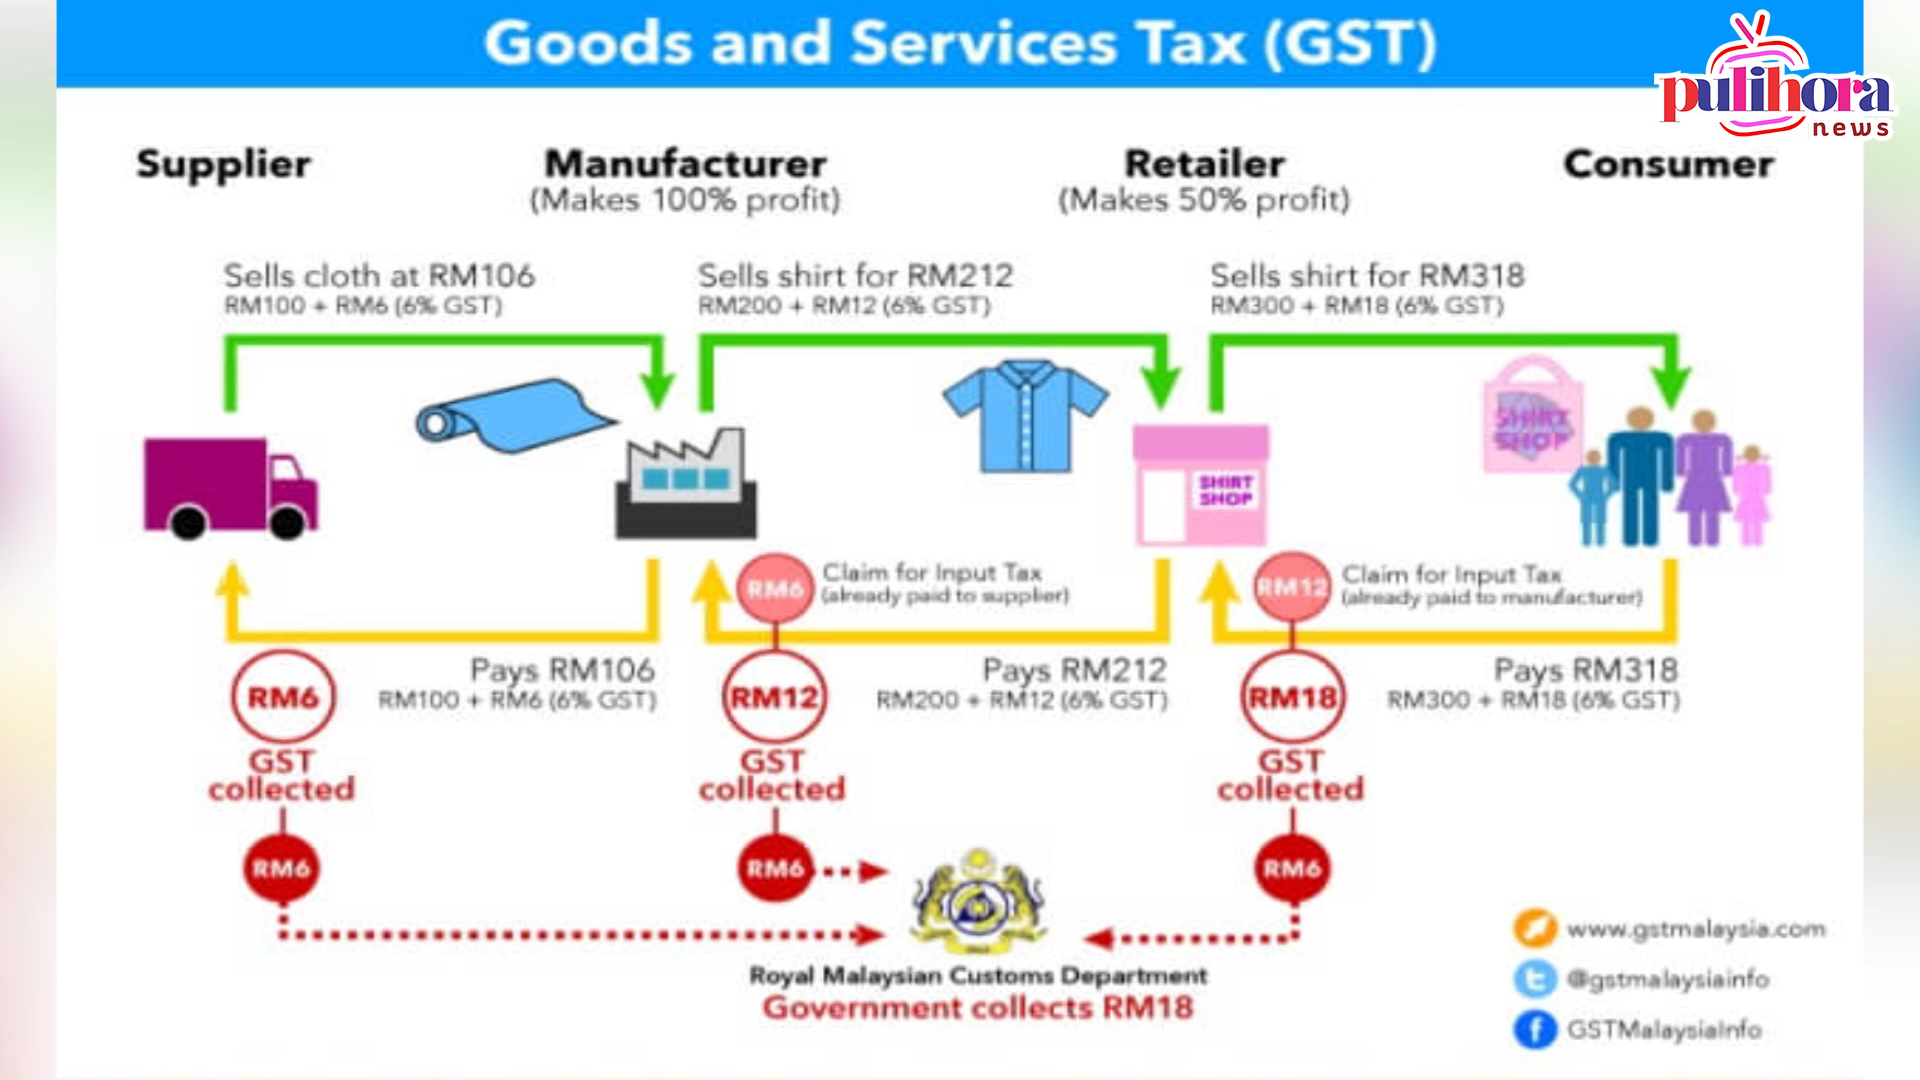 Goods and Services Tax (GST)
pulihora
news
Supplier
Manufacturer
(Makes 100% profit)
Retailer
(Makes 50% profit)
Consumer
Sells cloth at RM106
RM100 + RM6 (6% GST)
Sells shirt for RM212
RM200 + RM12 (6% GST)
Sells shirt for RM318
RM300 + RM18 (6% GST)
SHIRT
SHOP
SHIRT
SHOP
RM6
Claim for Input Tax
(already paid to supplier)
RM12
Claim for Input Tax
(already paid to manufacturer)
RM6
Pays RM106
RM100 + RM6 (6% GST)
RM12
Pays RM212
RM200 + RM12 (6% GST)
RM18
Pays RM318
RM300 + RM18 (6% GST)
GST
collected
GST
collected
GST
collected
RM6
RM6
RM6
Royal Malaysian Customs Department
Government collects RM18
www.gstmalaysia.com
@gstmalaysiainfo
GSTMalaysiaInfo